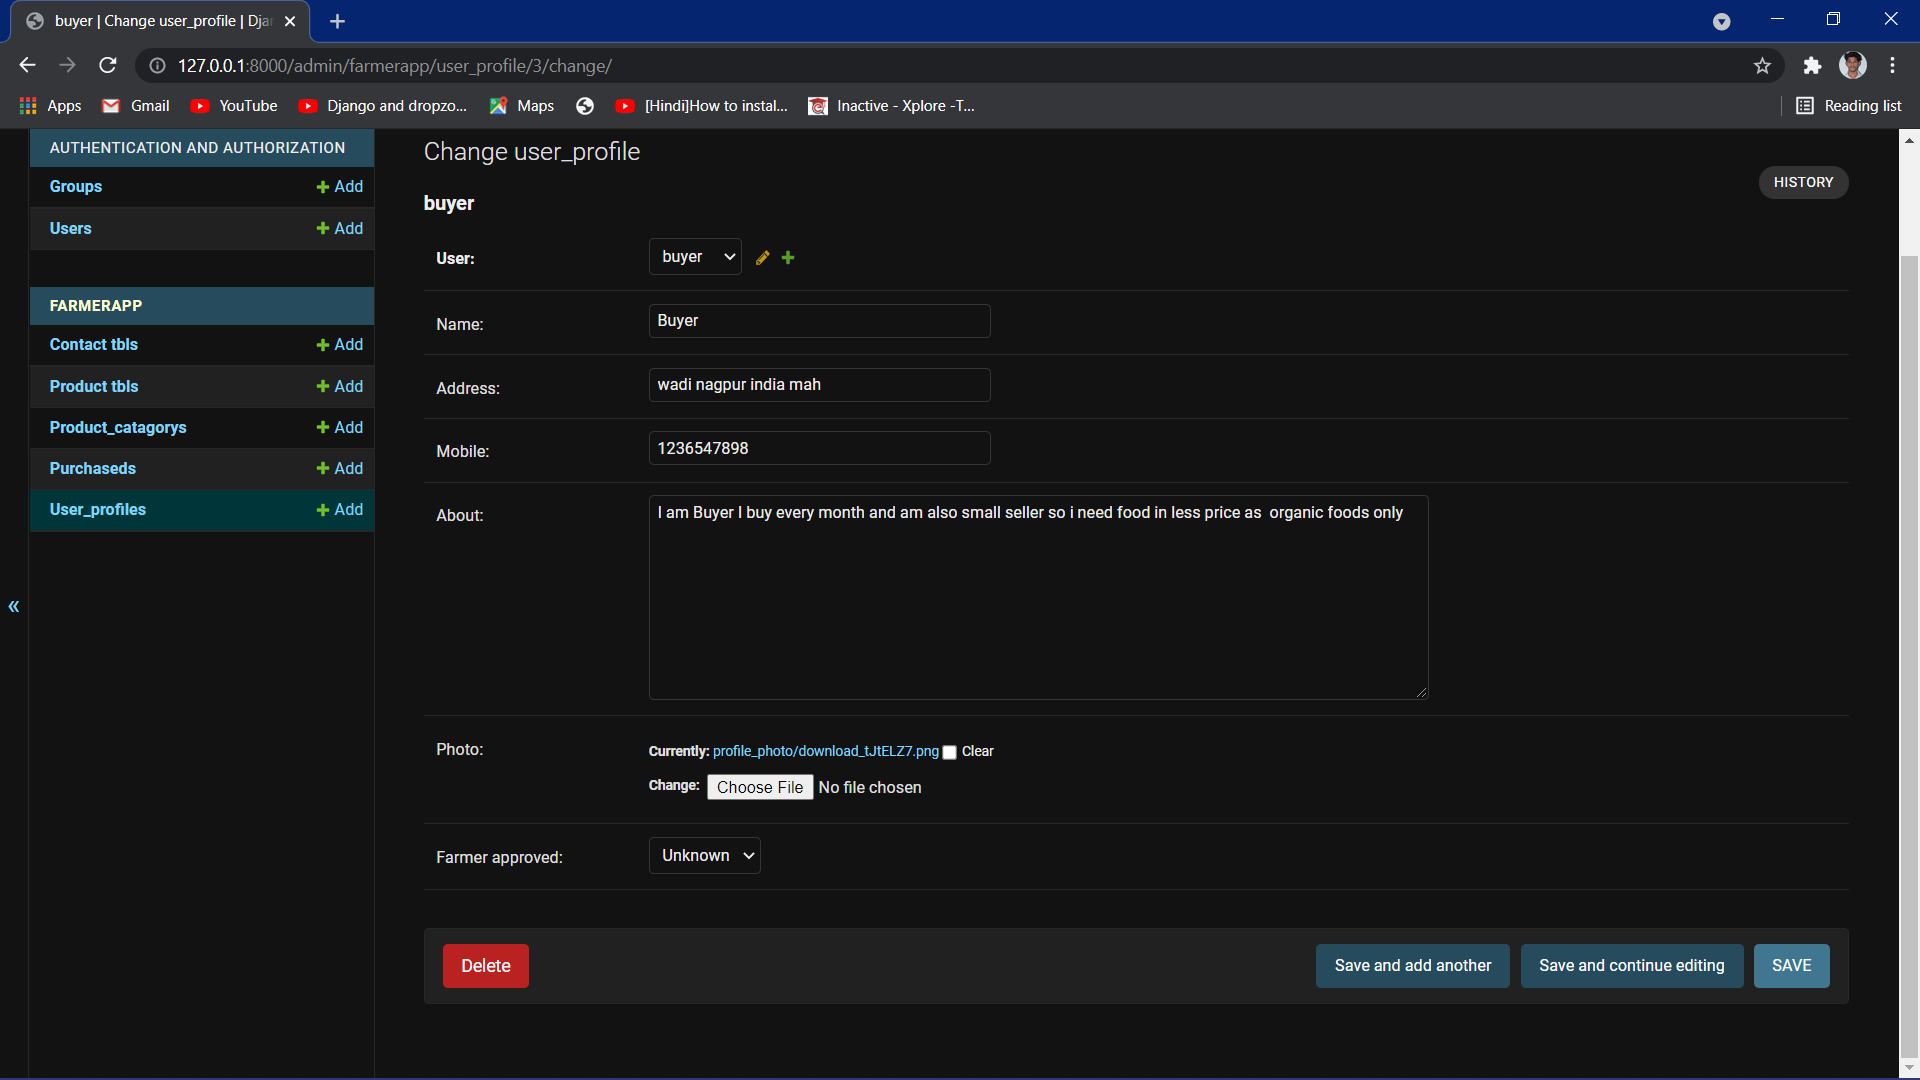 buyer | Change user_profile | Djan
127.0.0.1:8000/admin/farmerapp/user_profile/3/change/
Apps Gmail YouTube Django and dropzo... Maps [Hindi]How to instal... Inactive - Xplore -T... Reading list
AUTHENTICATION AND AUTHORIZATION
Groups + Add
Users + Add
FARMERAPP
Contact tbls + Add
Product tbls + Add
Product_catagorys + Add
Purchaseds + Add
User_profiles + Add
«
Change user_profile
HISTORY
buyer
User: buyer
Name: Buyer
Address: wadi nagpur india mah
Mobile: 1236547898
About: I am Buyer I buy every month and am also small seller so i need food in less price as  organic foods only
Photo: Currently: profile_photo/download_tJtELZ7.png Clear
Change: Choose File No file chosen
Farmer approved: Unknown
Delete Save and add another Save and continue editing SAVE